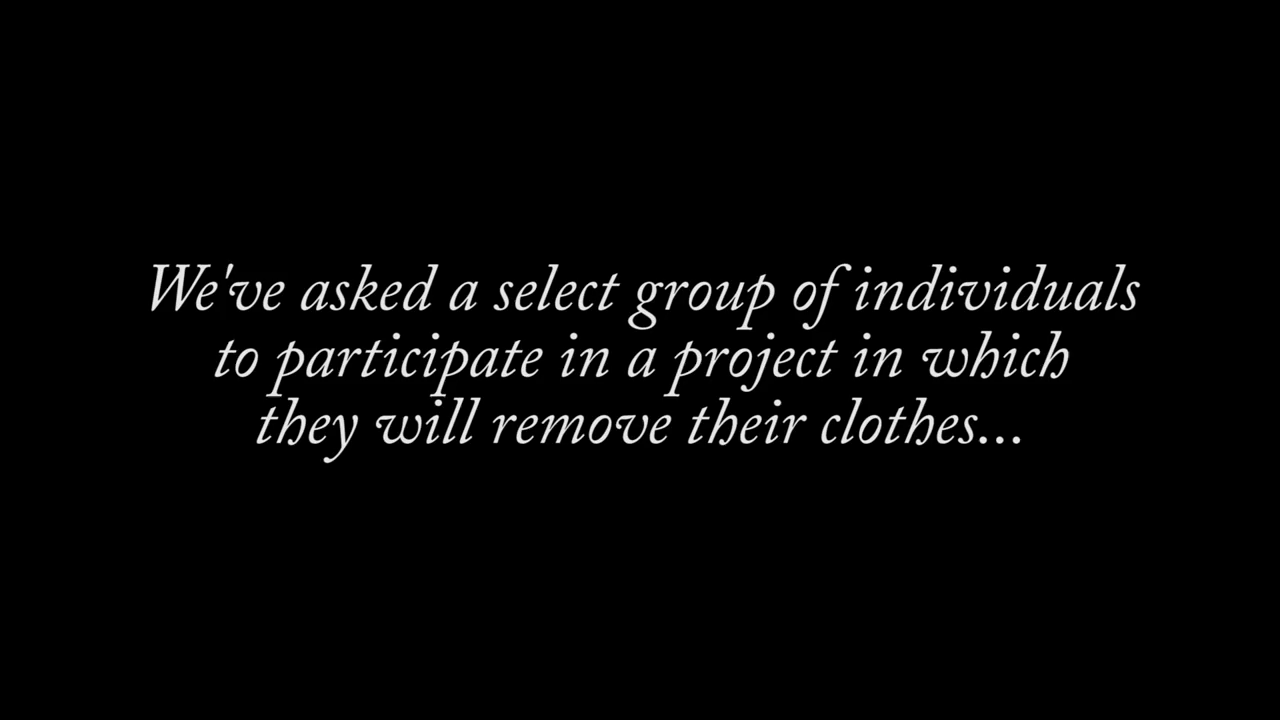 We've asked a select group of individuals
to participate in a project in which
they will remove their clothes...